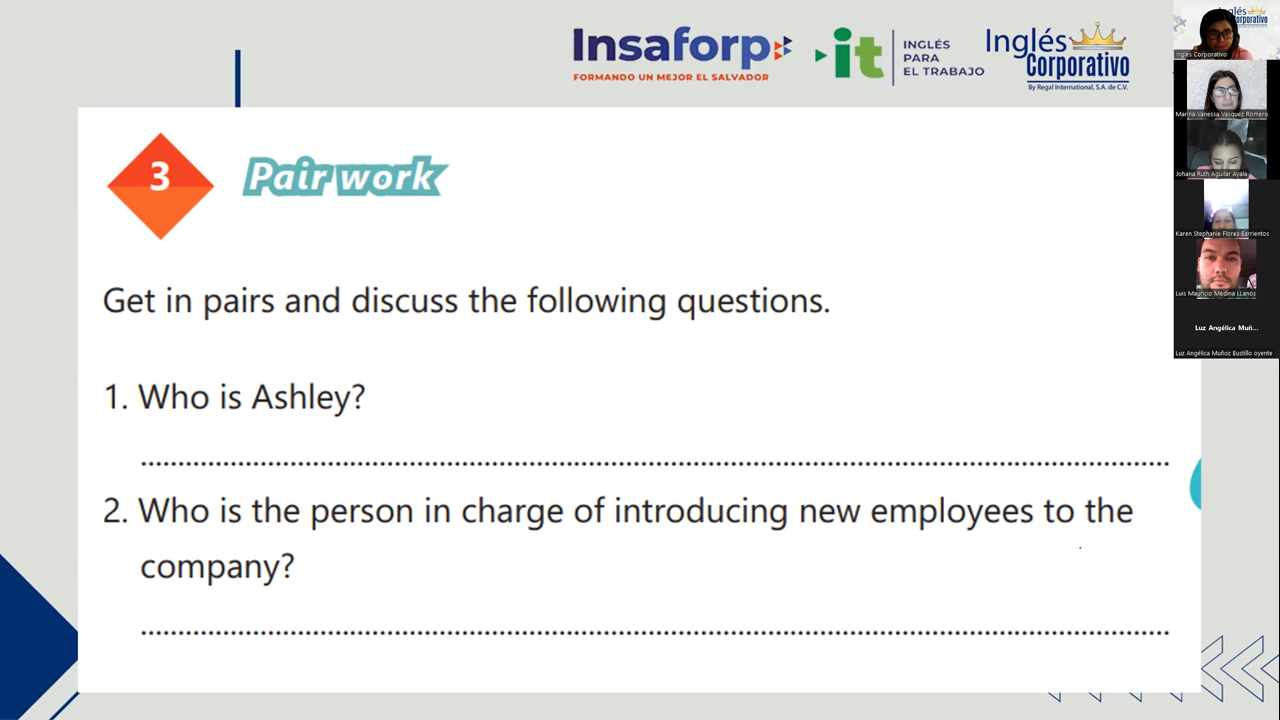 Insaforp
FORMANDO UN MEJOR EL SALVADOR
it
INGLÉS
PARA
EL TRABAJO
Inglés
Corporativo
By Regal International, S.A. de C.V.
3
Pair work
Get in pairs and discuss the following questions.
1. Who is Ashley?
2. Who is the person in charge of introducing new employees to the
company?
Inglés
Corporativo
Ingles Corporativo
Marina Vanessa Vásquez Romero
Johana Ruth Aguilar Ayala
Karen Stephanie Flores Barrientos
Luis Mauricio Medina LLanos
Luz Angélica Muñ...
Luz Angélica Muñoz Bustillo oyente